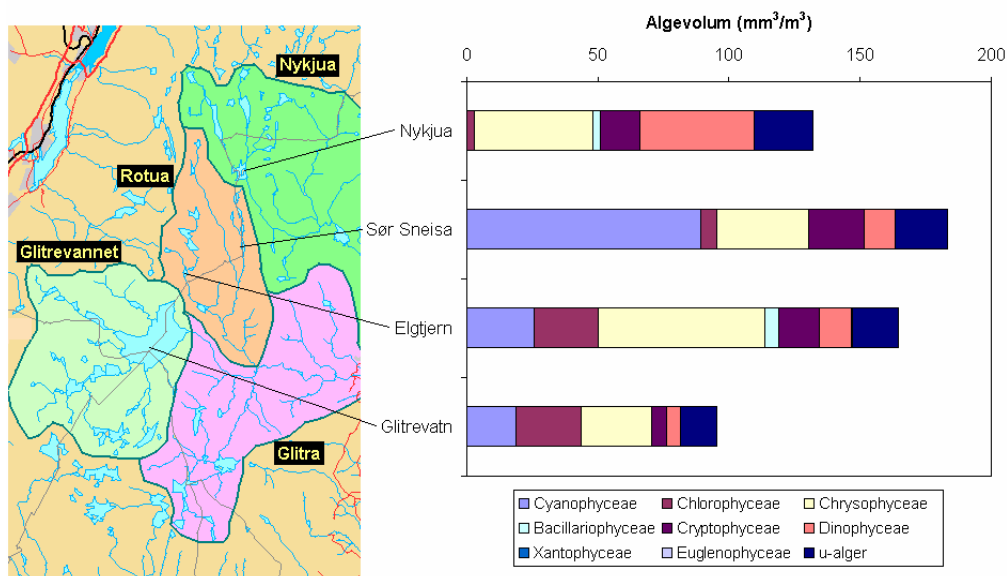 Nykjua
Rotua
Glitrevannet
Glitra
Algevolum (mm³/m³)
0 50 100 150 200
Nykjua
Sør Sneisa
Elgtjern
Glitrevatn
Cyanophyceae Chlorophyceae Chrysophyceae
Bacillariophyceae Cryptophyceae Dinophyceae
Xantophyceae Euglenophyceae u-alger